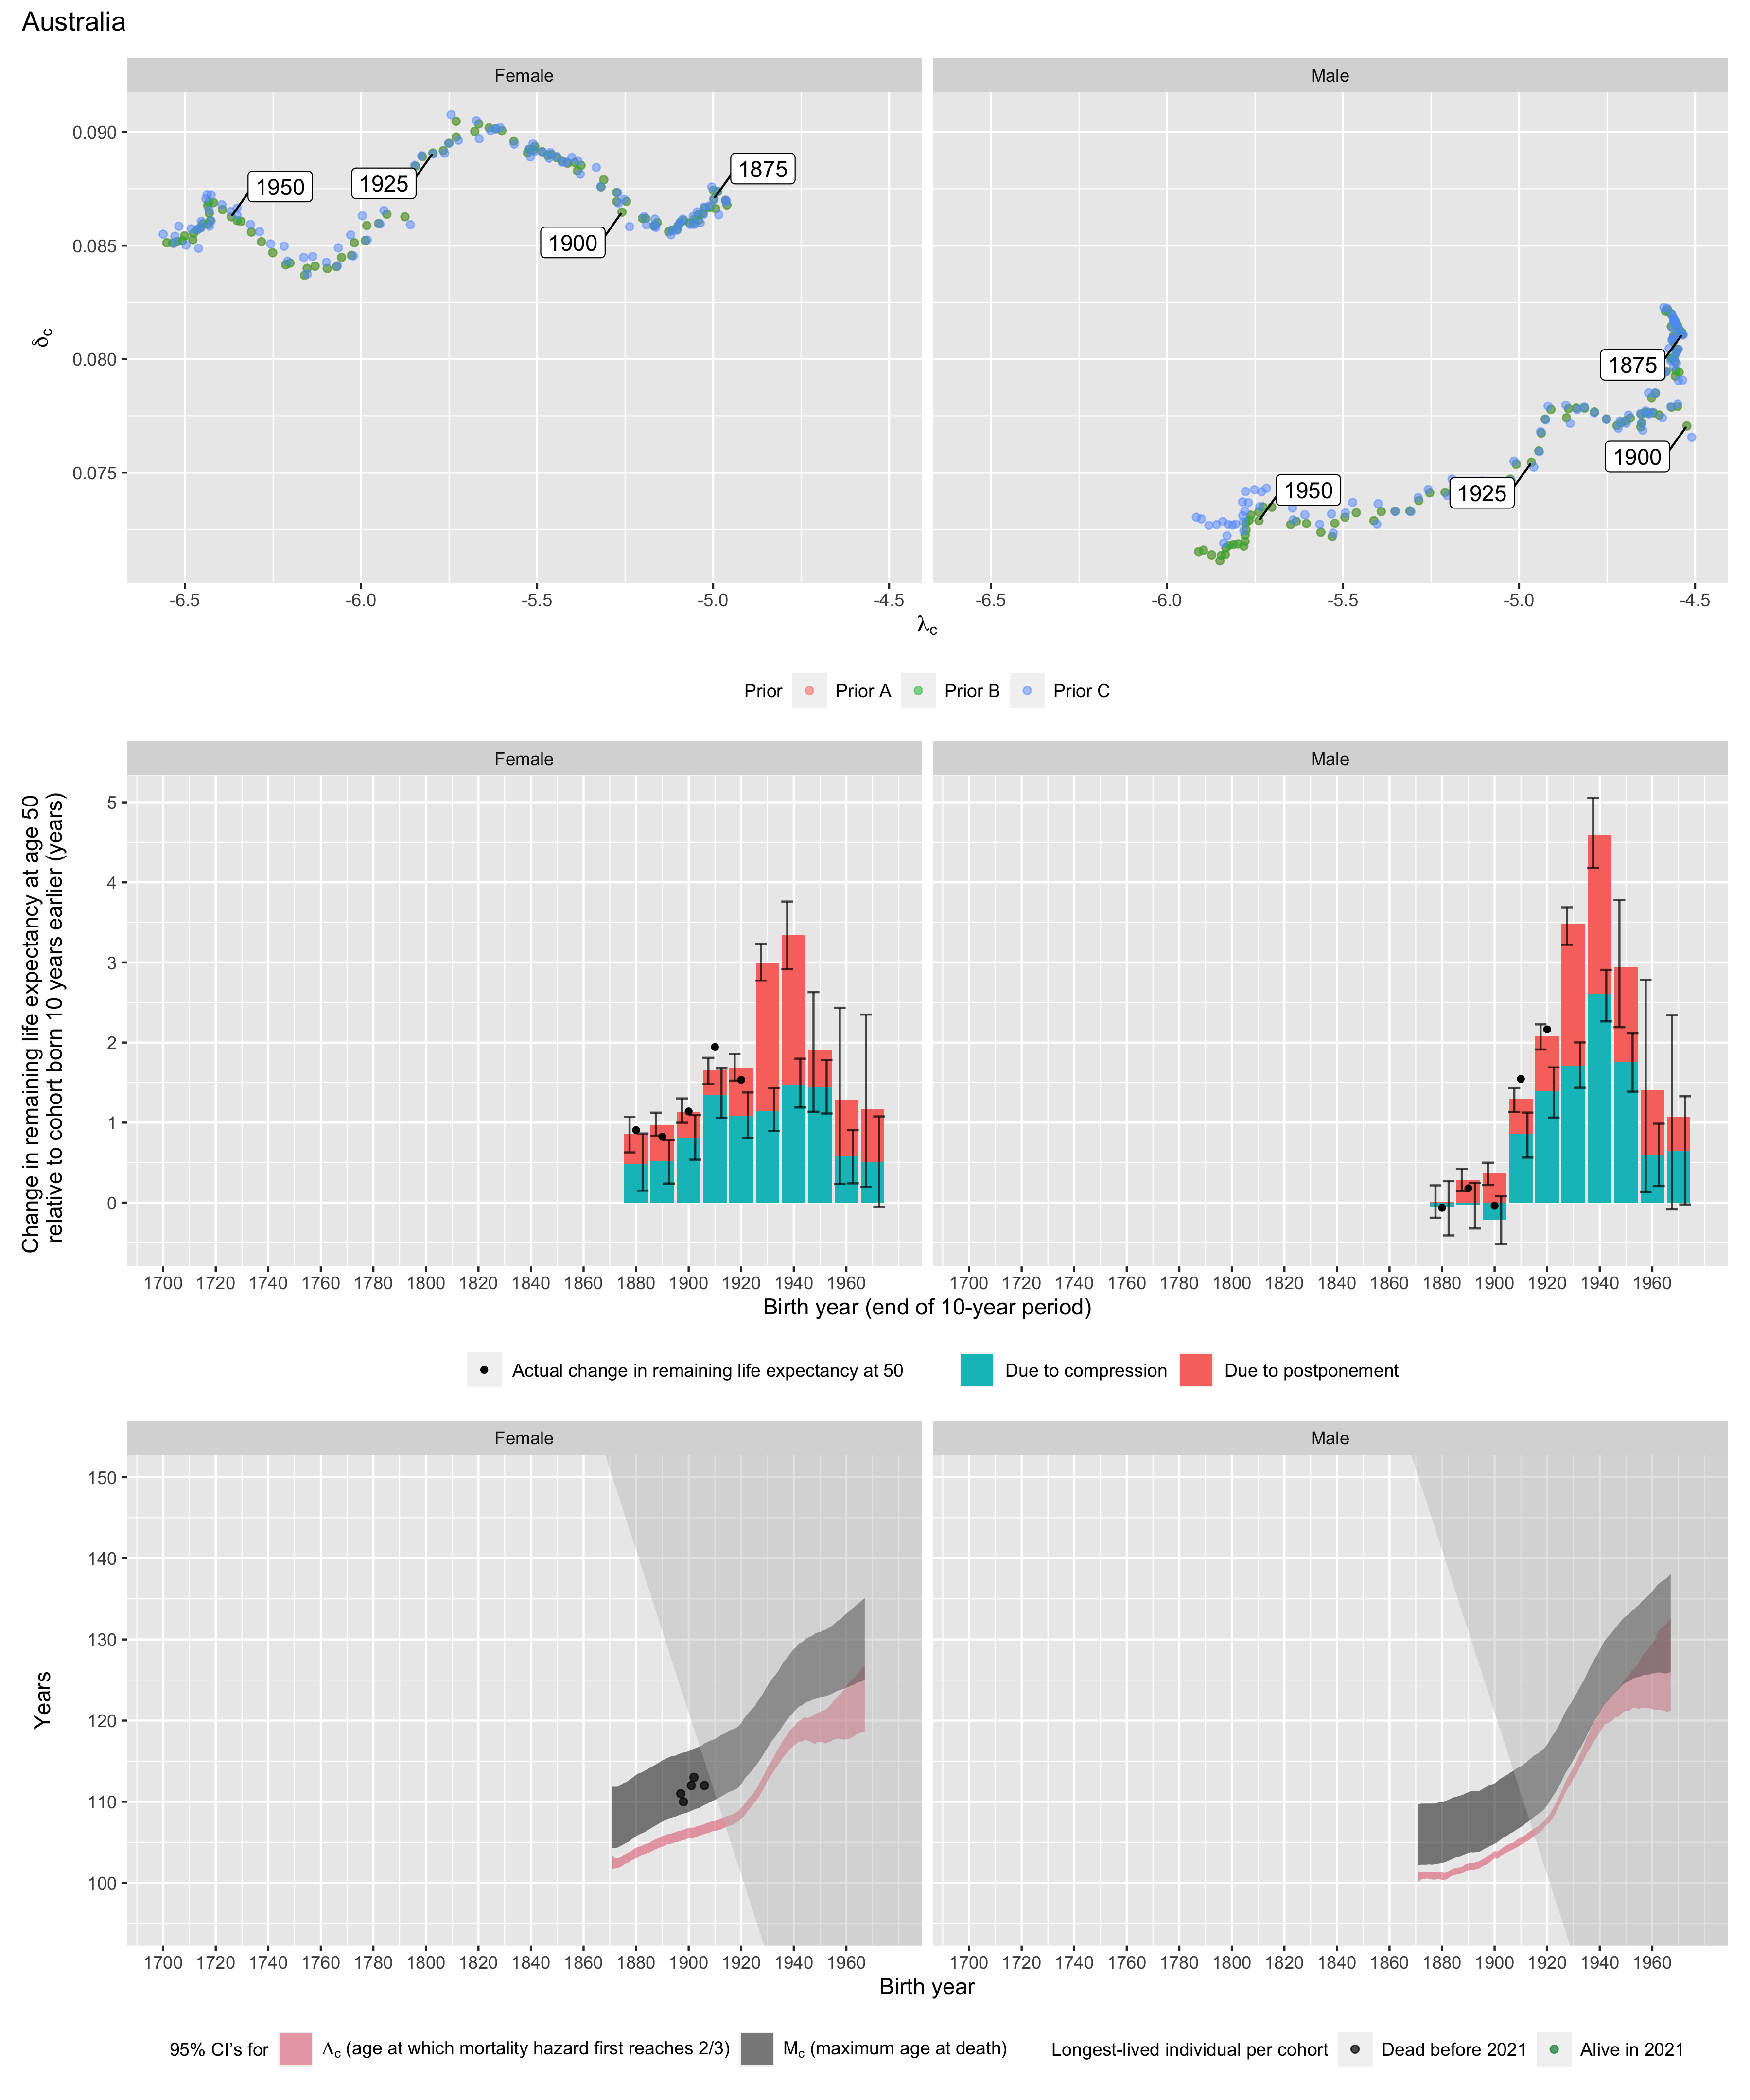 Australia
Female Male
0.090
0.085
0.080
0.075
δc
1950
1925
1875
1900
1875
1900
1950
1925
-6.5 -6.0 -5.5 -5.0 -4.5 -6.5 -6.0 -5.5 -5.0 -4.5
λc
Prior Prior A Prior B Prior C
Female Male
Change in remaining life expectancy at age 50
relative to cohort born 10 years earlier (years)
5
4
3
2
1
0
1700 1720 1740 1760 1780 1800 1820 1840 1860 1880 1900 1920 1940 1960 1700 1720 1740 1760 1780 1800 1820 1840 1860 1880 1900 1920 1940 1960
Birth year (end of 10-year period)
Actual change in remaining life expectancy at 50 Due to compression Due to postponement
Female Male
Years
150
140
130
120
110
100
1700 1720 1740 1760 1780 1800 1820 1840 1860 1880 1900 1920 1940 1960 1700 1720 1740 1760 1780 1800 1820 1840 1860 1880 1900 1920 1940 1960
Birth year
95% CI's for Λc (age at which mortality hazard first reaches 2/3) Mc (maximum age at death) Longest-lived individual per cohort Dead before 2021 Alive in 2021